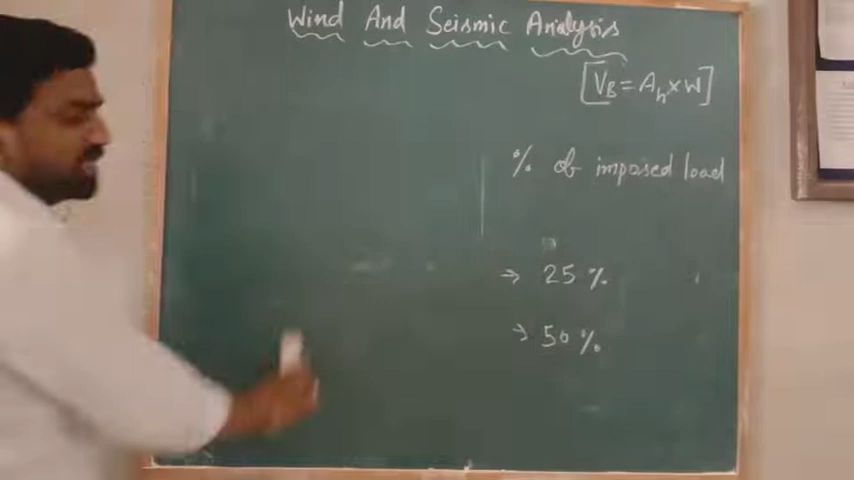 Wind And Seismic Analysis
[VB = Ah x W]
% of imposed load
→ 25 %
→ 50 %